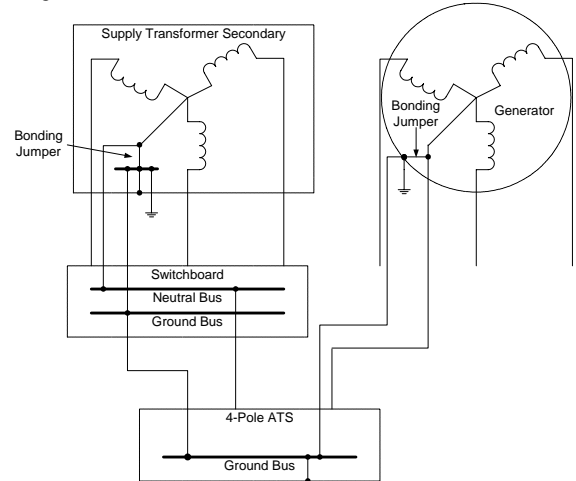 Supply Transformer Secondary
Bonding
Jumper
Bonding
Jumper
Generator
Switchboard
Neutral Bus
Ground Bus
4-Pole ATS
Ground Bus